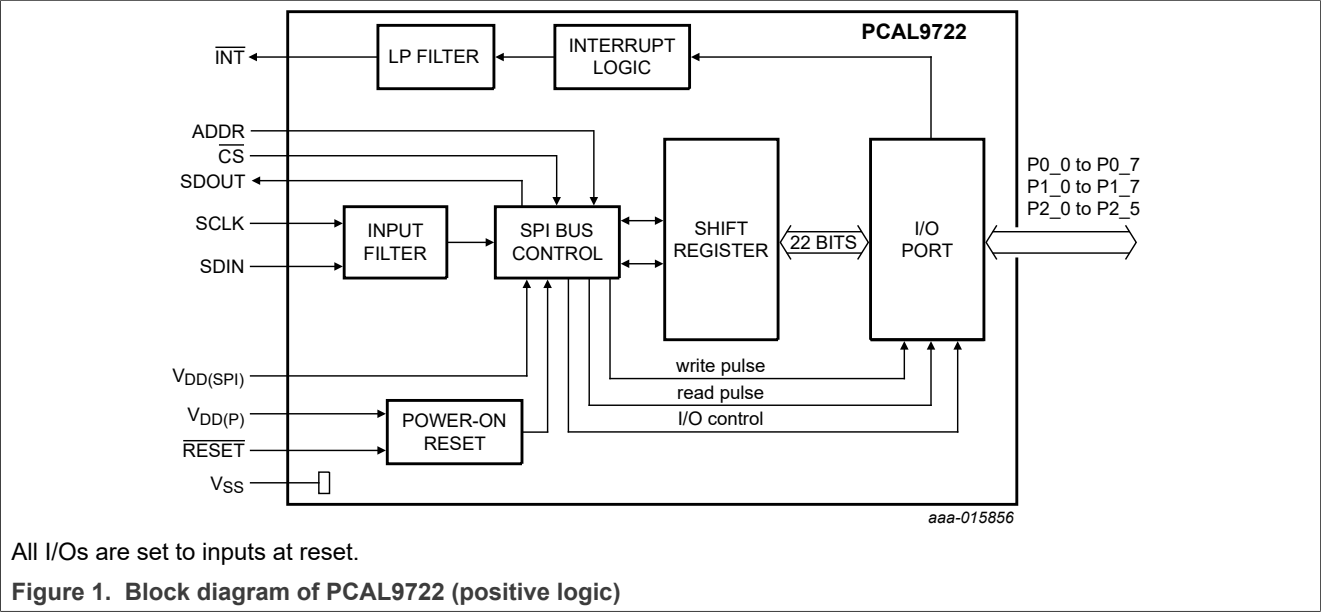 PCAL9722
INT
LP FILTER
INTERRUPT
LOGIC
ADDR
CS
SDOUT
SCLK
SDIN
INPUT
FILTER
SPI BUS
CONTROL
SHIFT
REGISTER
22 BITS
I/O
PORT
P0_0 to P0_7
P1_0 to P1_7
P2_0 to P2_5
write pulse
read pulse
I/O control
VDD(SPI)
VDD(P)
RESET
POWER-ON
RESET
VSS
aaa-015856
All I/Os are set to inputs at reset.
Figure 1. Block diagram of PCAL9722 (positive logic)